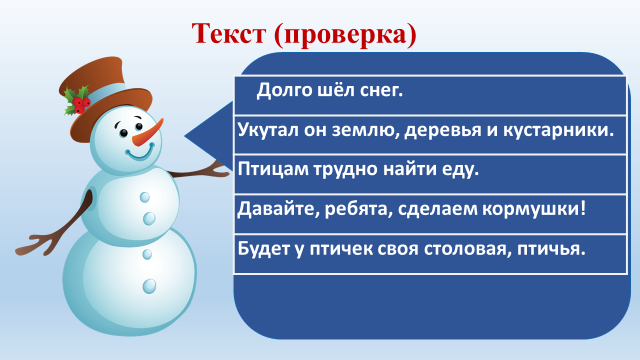 Текст (проверка)
Долго шёл снег.
Укутал он землю, деревья и кустарники.
Птицам трудно найти еду.
Давайте, ребята, сделаем кормушки!
Будет у птичек своя столовая, птичья.